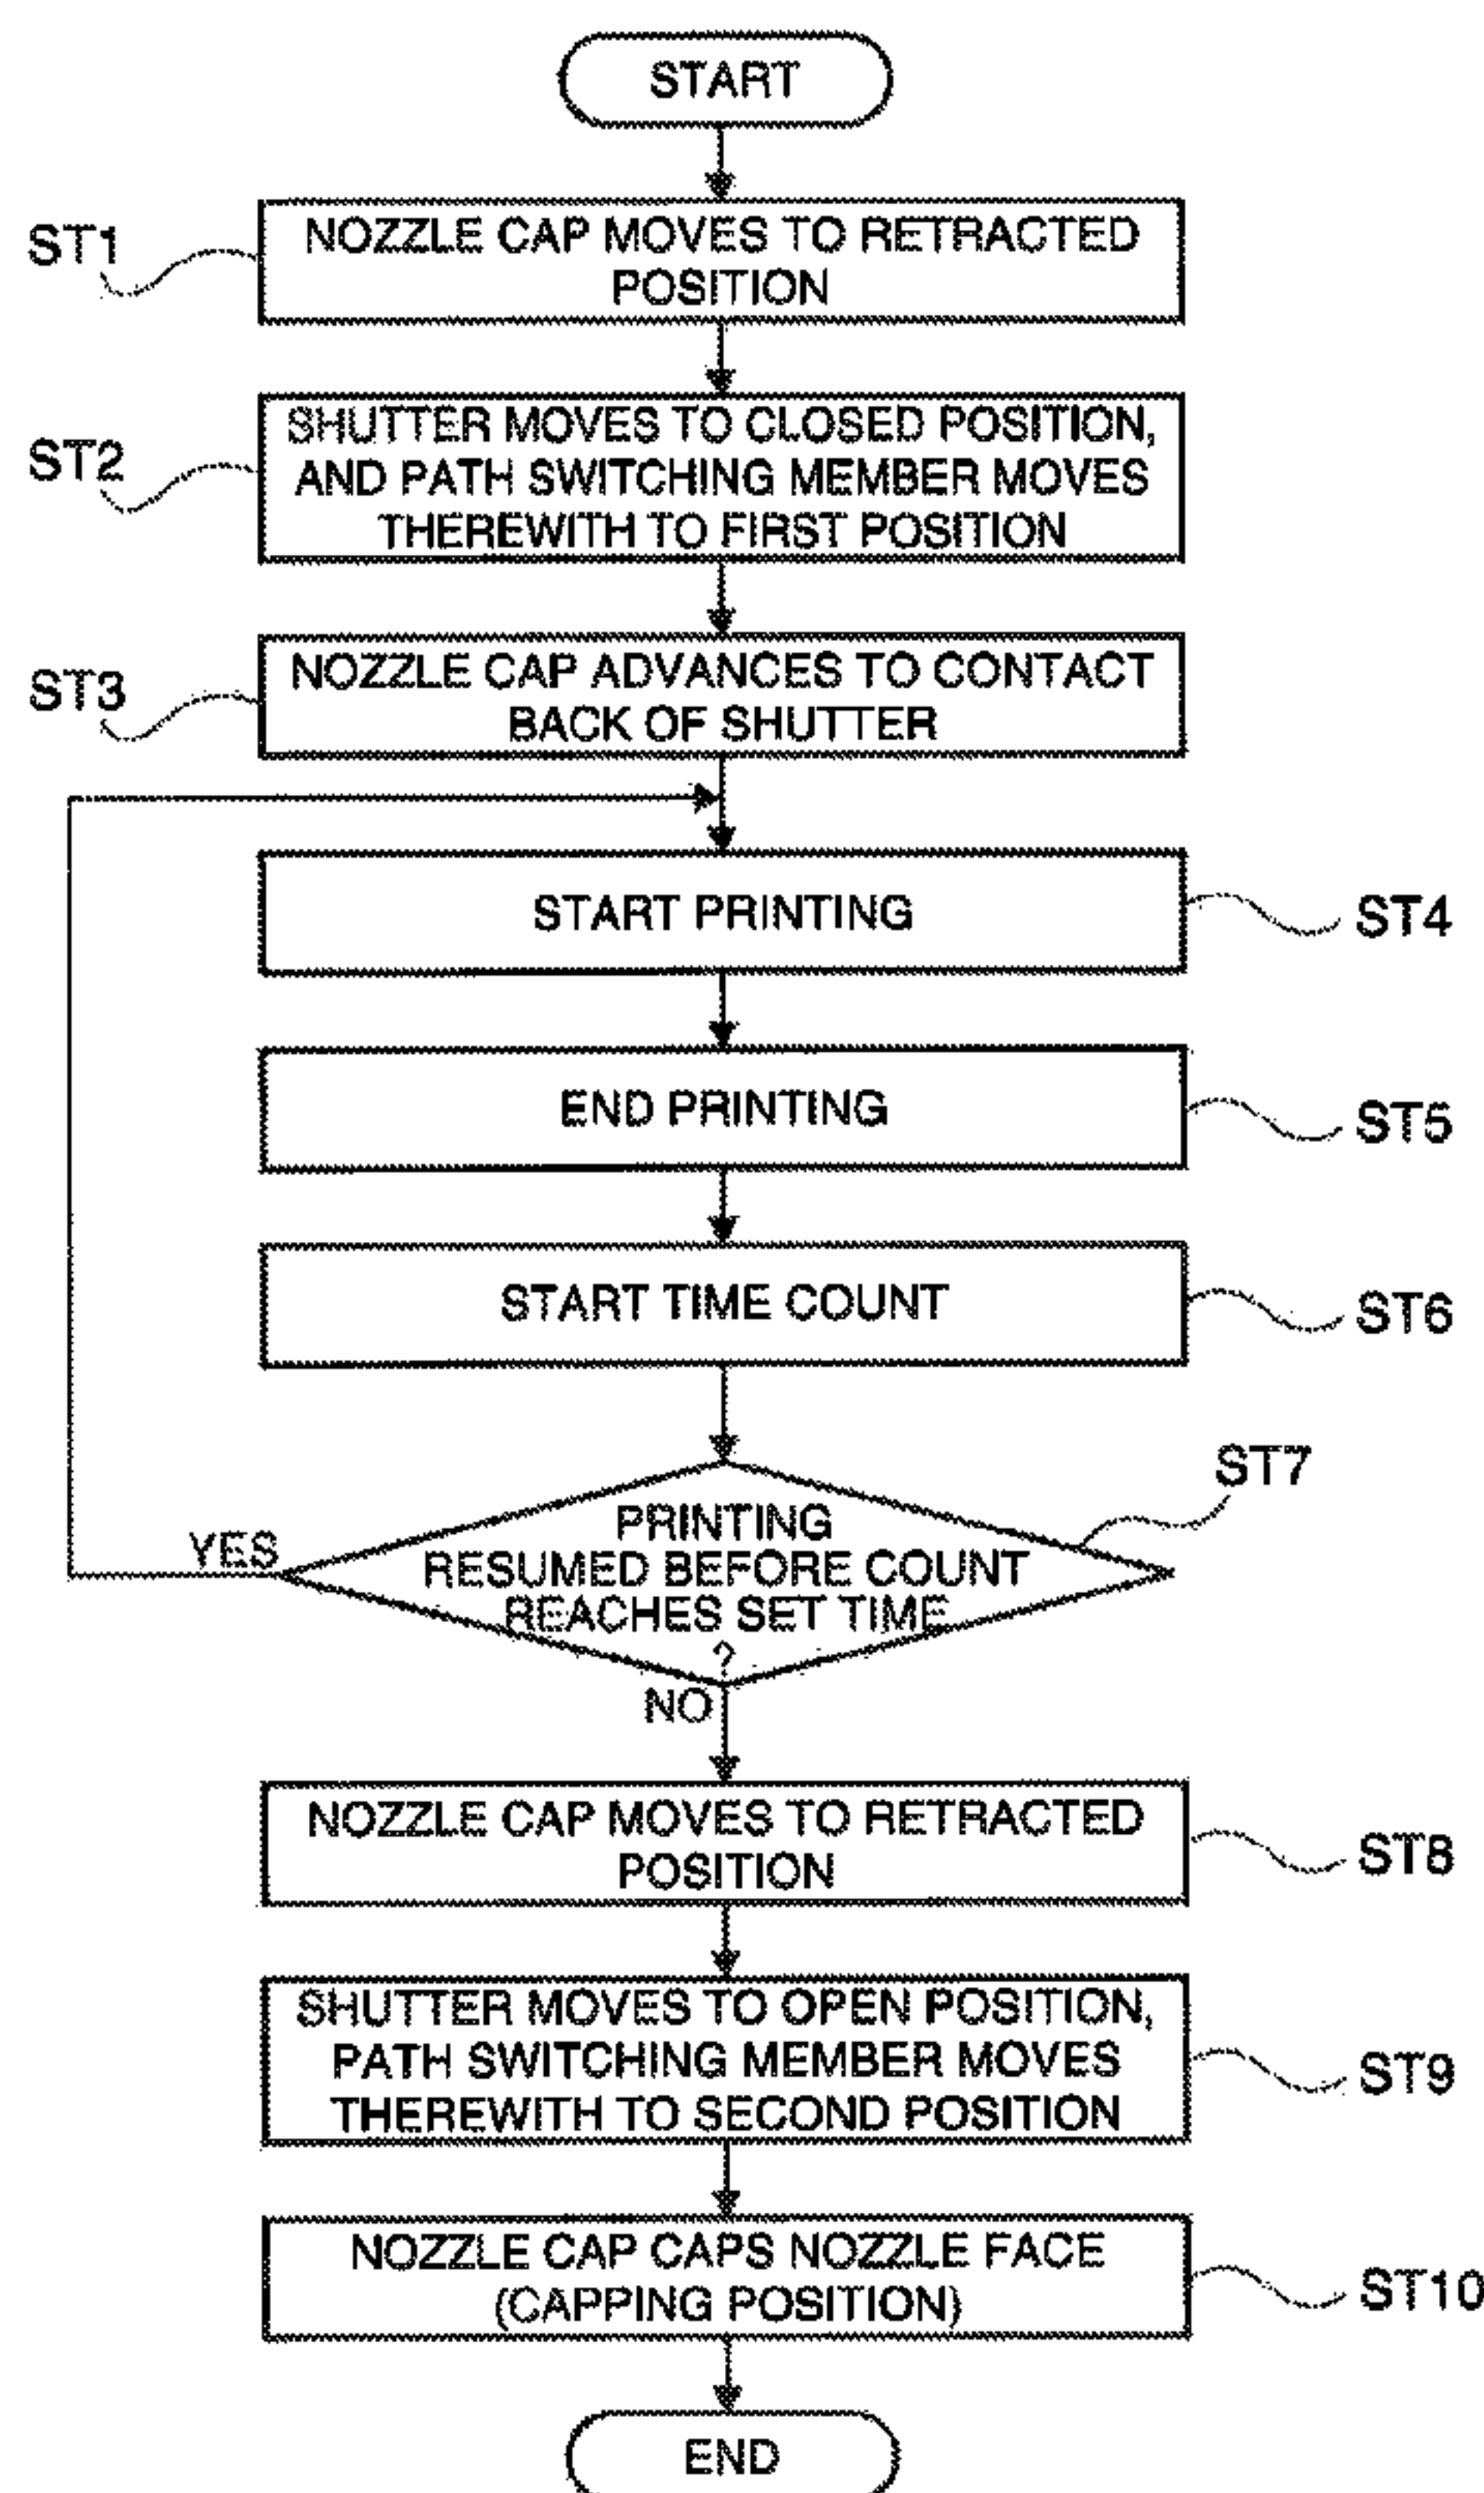 START
ST1
NOZZLE CAP MOVES TO RETRACTED
POSITION
ST2
SHUTTER MOVES TO CLOSED POSITION,
AND PATH SWITCHING MEMBER MOVES
THEREWITH TO FIRST POSITION
ST3
NOZZLE CAP ADVANCES TO CONTACT
BACK OF SHUTTER
START PRINTING
ST4
END PRINTING
ST5
START TIME COUNT
ST6
ST7
PRINTING
RESUMED BEFORE COUNT
REACHES SET TIME
?
YES
NO
NOZZLE CAP MOVES TO RETRACTED
POSITION
ST8
SHUTTER MOVES TO OPEN POSITION,
PATH SWITCHING MEMBER MOVES
THEREWITH TO SECOND POSITION
ST9
NOZZLE CAP CAPS NOZZLE FACE
(CAPPING POSITION)
ST10
END